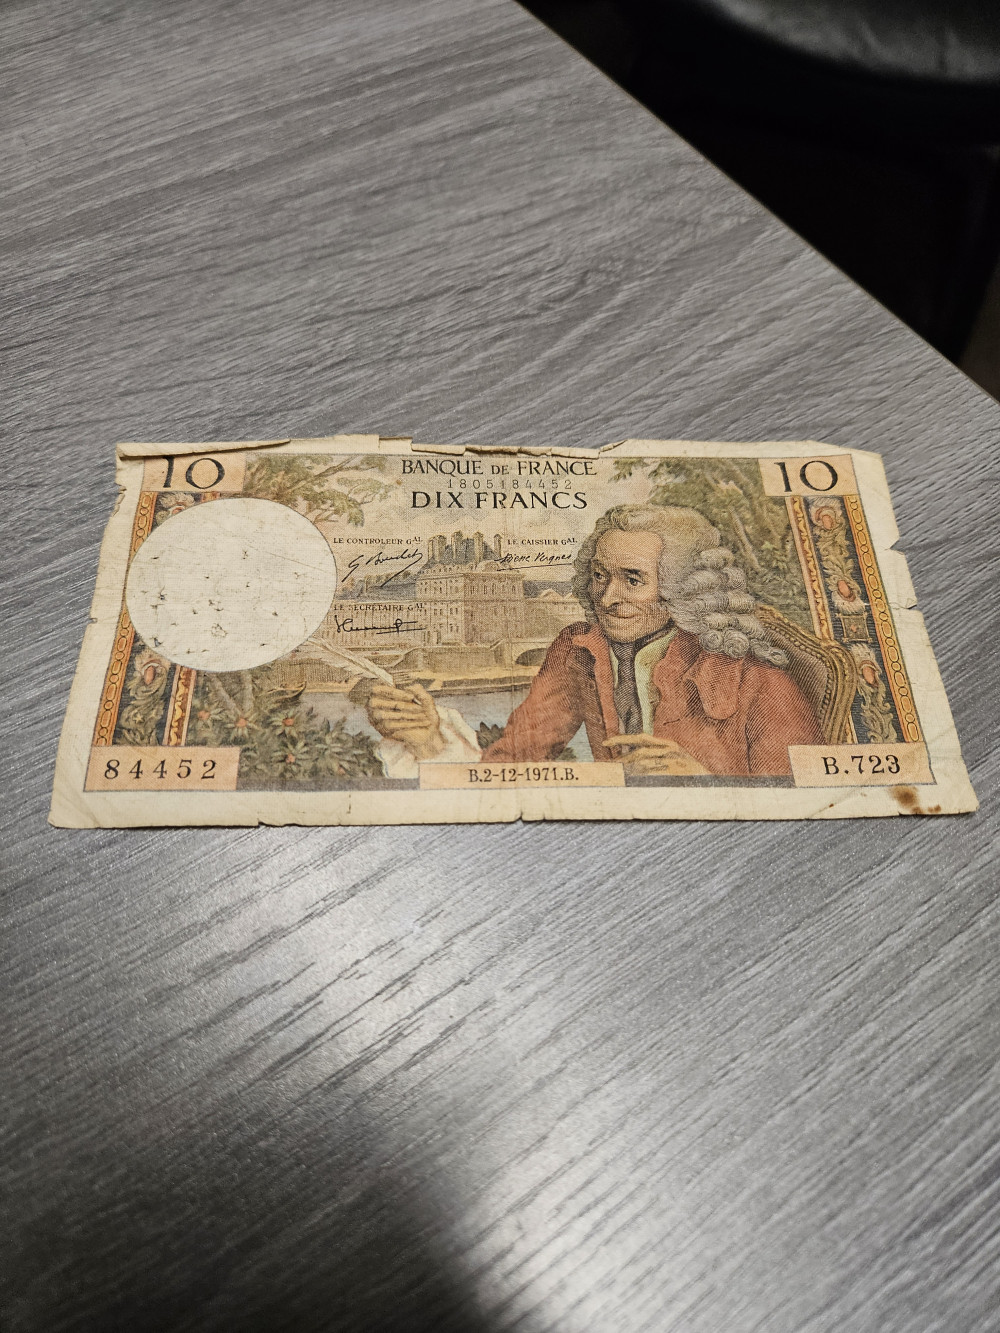 10
BANQUE DE FRANCE
10
1805184452
DIX FRANCS
LE CONTROLEUR GAL
LE CAISSIER GAL
LE SECRÉTAIRE GAL
84452
B.2-12-1971.B.
B.723